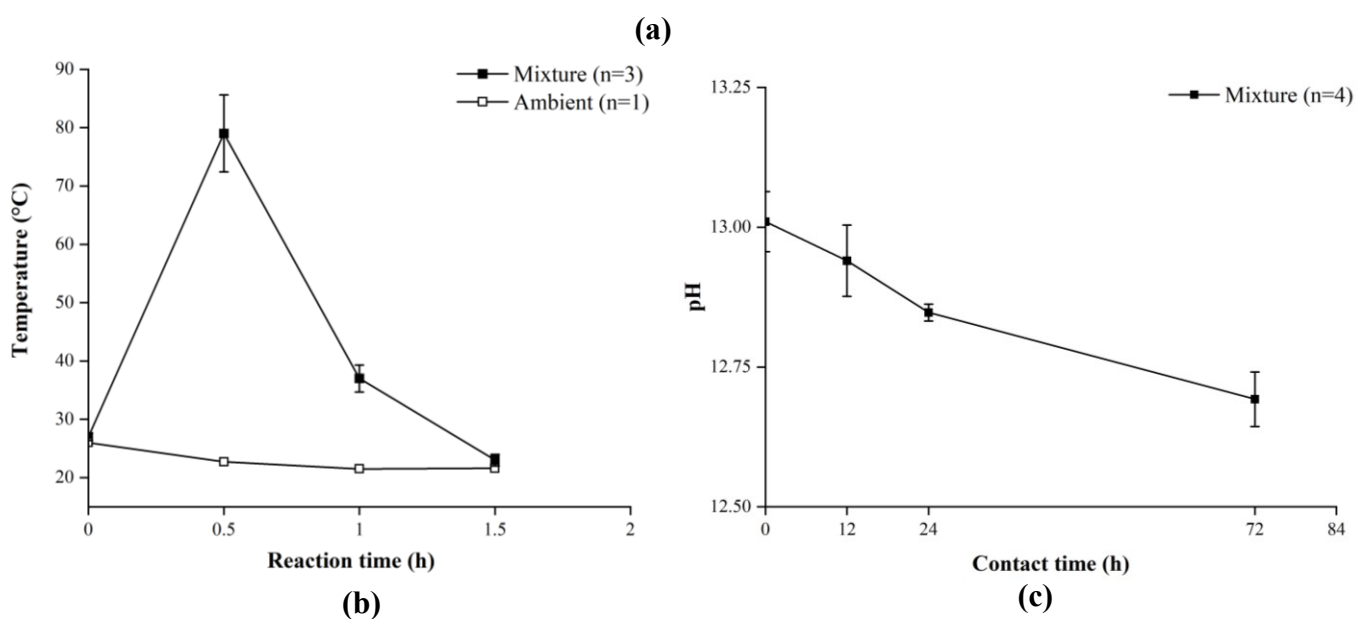 (a)
90
80
70
60
50
40
30
20
Temperature (°C)
Mixture (n=3)
Ambient (n=1)
0 0.5 1 1.5 2
Reaction time (h)
(b)
13.25
13.00
12.75
12.50
pH
Mixture (n=4)
0 12 24 72 84
Contact time (h)
(c)